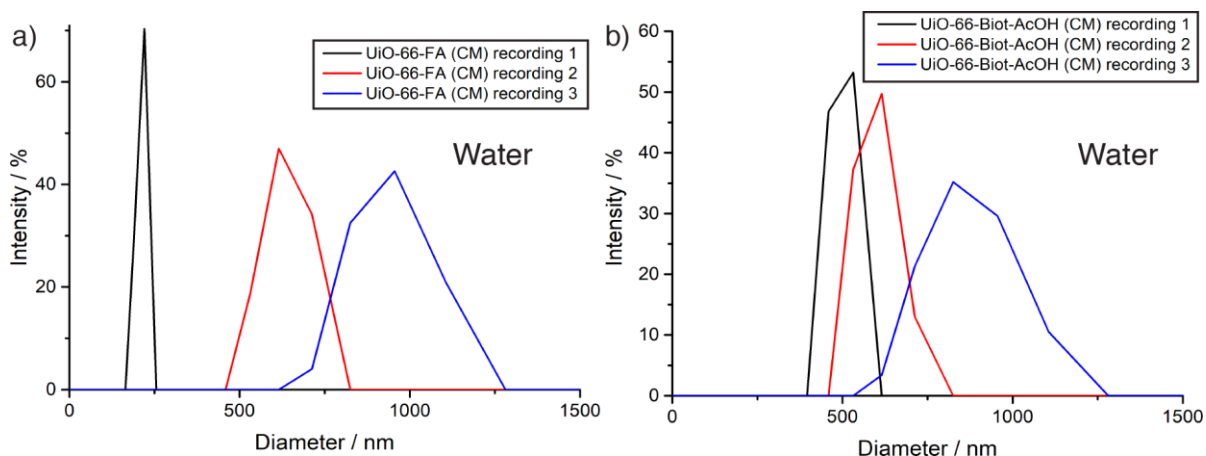 a)
UiO-66-FA (CM) recording 1
UiO-66-FA (CM) recording 2
UiO-66-FA (CM) recording 3
Water
Intensity / %
60
40
20
0
0 500 1000 1500
Diameter / nm
b)
UiO-66-Biot-AcOH (CM) recording 1
UiO-66-Biot-AcOH (CM) recording 2
UiO-66-Biot-AcOH (CM) recording 3
Water
Intensity / %
60
50
40
30
20
10
0
0 500 1000 1500
Diameter / nm